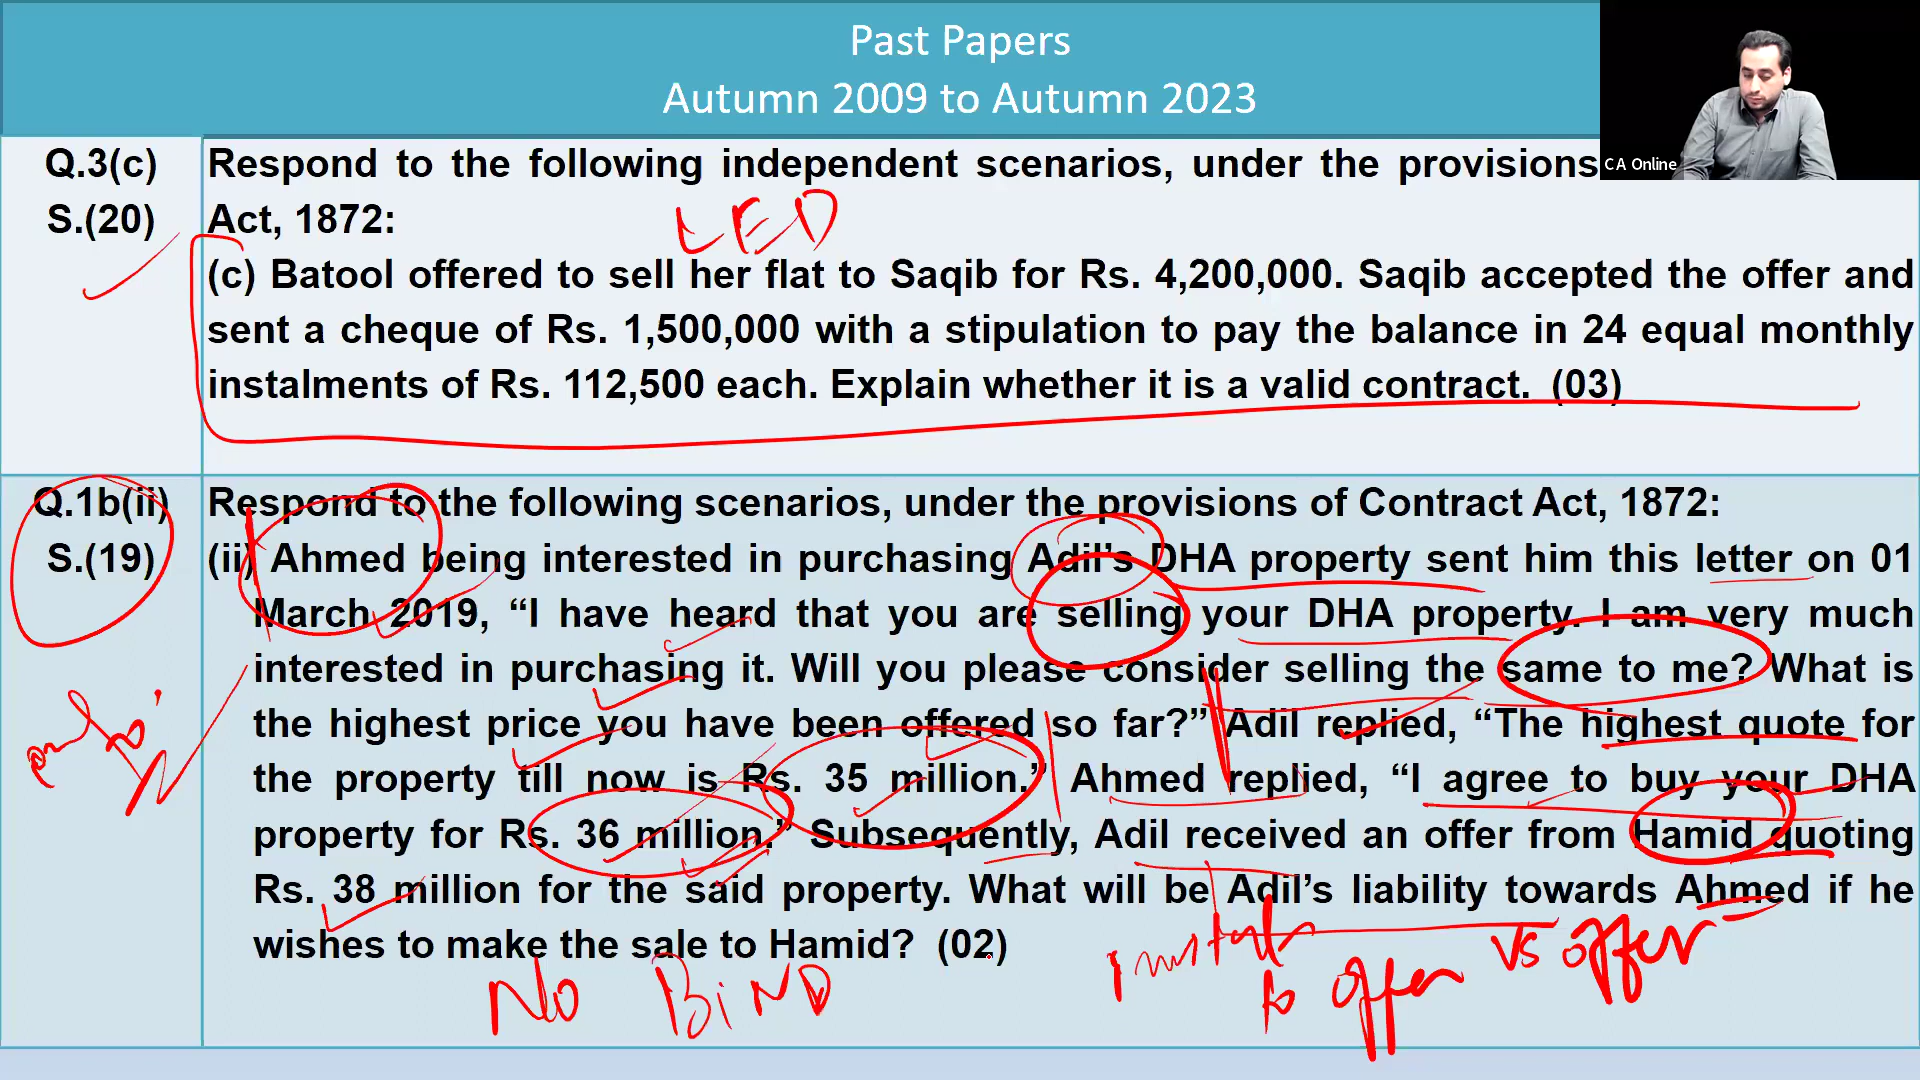 Past Papers
Autumn 2009 to Autumn 2023
C A Online
Q.3(c)
S.(20)
Respond to the following independent scenarios, under the provisions
Act, 1872:
LED
(c) Batool offered to sell her flat to Saqib for Rs. 4,200,000. Saqib accepted the offer and
sent a cheque of Rs. 1,500,000 with a stipulation to pay the balance in 24 equal monthly
instalments of Rs. 112,500 each. Explain whether it is a valid contract. (03)
Q.1b(ii)
S.(19)
Respond to the following scenarios, under the provisions of Contract Act, 1872:
(ii) Ahmed being interested in purchasing Adil’s DHA property sent him this letter on 01
March 2019, “I have heard that you are selling your DHA property. I am very much
interested in purchasing it. Will you please consider selling the same to me? What is
the highest price you have been offered so far?” Adil replied, “The highest quote for
the property till now is Rs. 35 million.” Ahmed replied, “I agree to buy your DHA
property for Rs. 36 million.” Subsequently, Adil received an offer from Hamid quoting
Rs. 38 million for the said property. What will be Adil’s liability towards Ahmed if he
wishes to make the sale to Hamid? (02)
to offer vs offer
No BiND